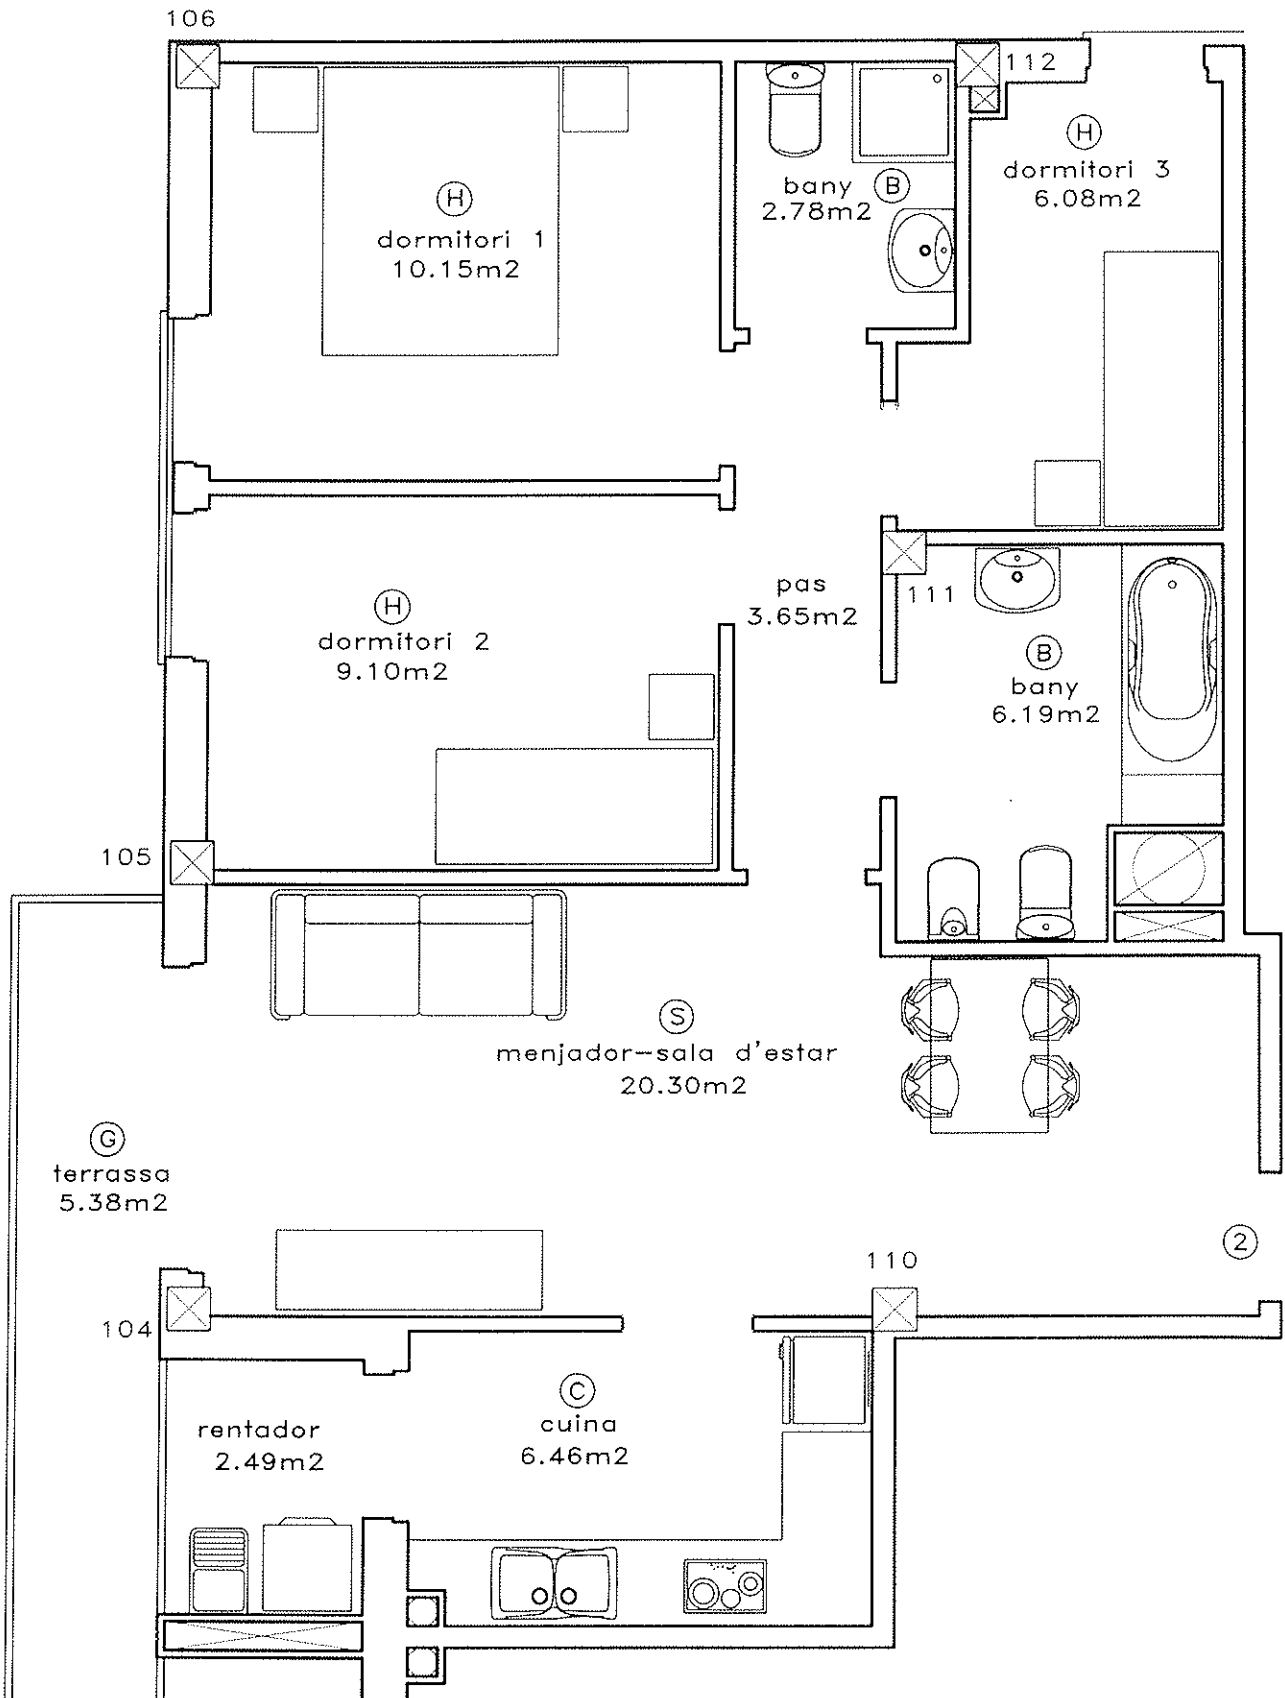 106
112
H
dormitori 3
6.08m2
bany B
2.78m2
H
dormitori 1
10.15m2
111
pas
3.65m2
H
dormitori 2
9.10m2
B
bany
6.19m2
105
S
menjador-sala d'estar
20.30m2
G
terrassa
5.38m2
2
110
104
C
cuina
6.46m2
rentador
2.49m2